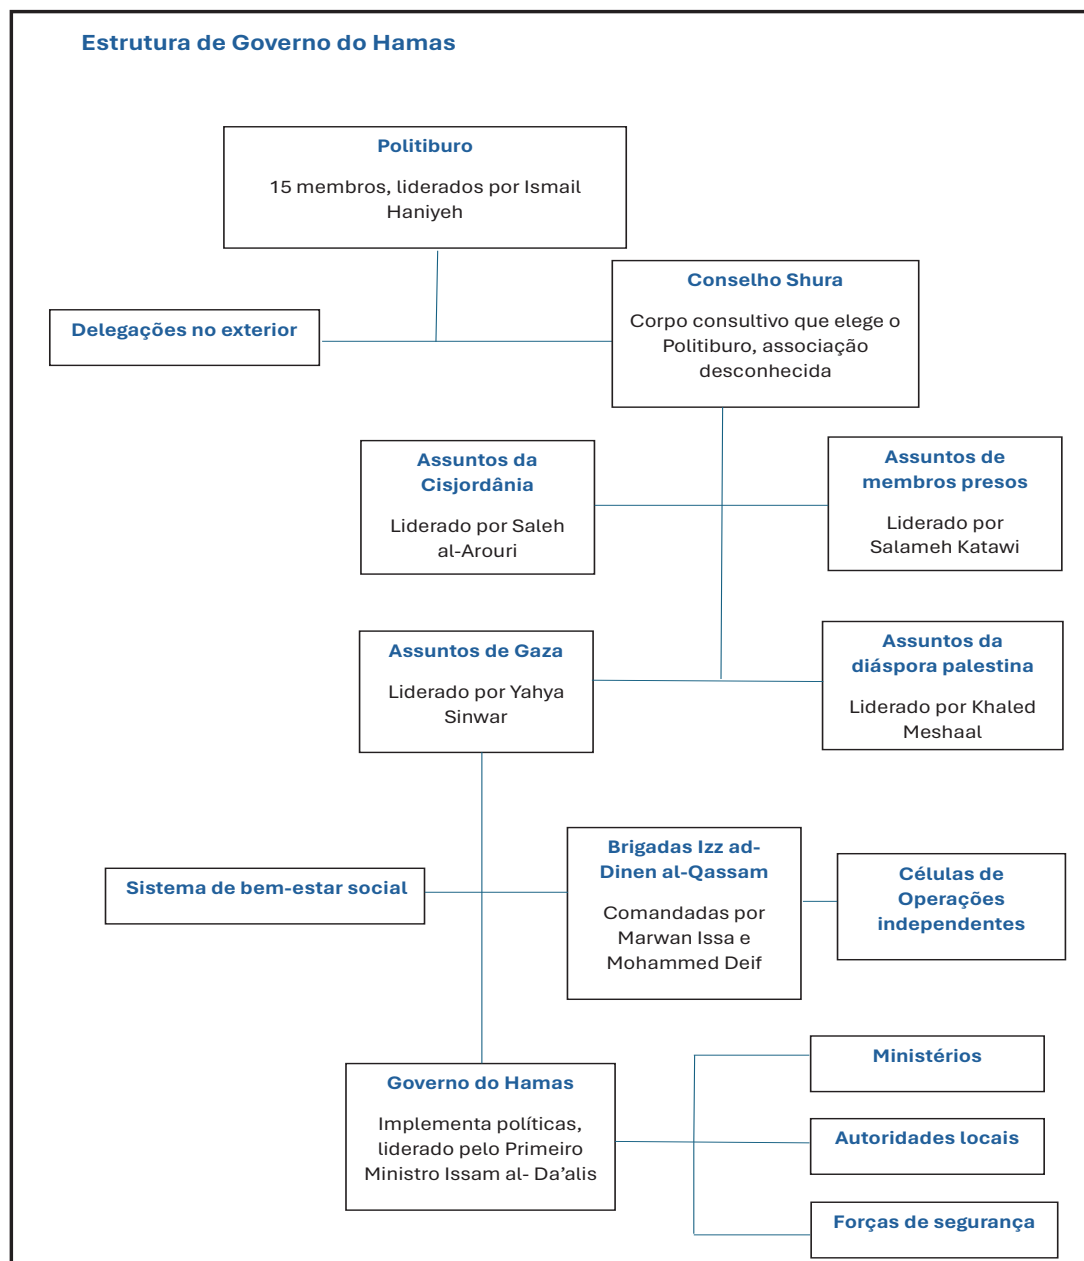 Estrutura de Governo do Hamas
Politiburo
15 membros, liderados por Ismail
Haniyeh
Conselho Shura
Corpo consultivo que elege o
Politiburo, associação
desconhecida
Delegações no exterior
Assuntos da
Cisjordânia
Liderado por Saleh
al-Arouri
Assuntos de
membros presos
Liderado por
Salameh Katawi
Assuntos de Gaza
Liderado por Yahya
Sinwar
Assuntos da
diáspora palestina
Liderado por Khaled
Meshaal
Sistema de bem-estar social
Brigadas Izz ad-
Dinen al-Qassam
Comandadas por
Marwan Issa e
Mohammed Deif
Células de
Operações
independentes
Governo do Hamas
Implementa políticas,
liderado pelo Primeiro
Ministro Issam al- Da’alis
Ministérios
Autoridades locais
Forças de segurança